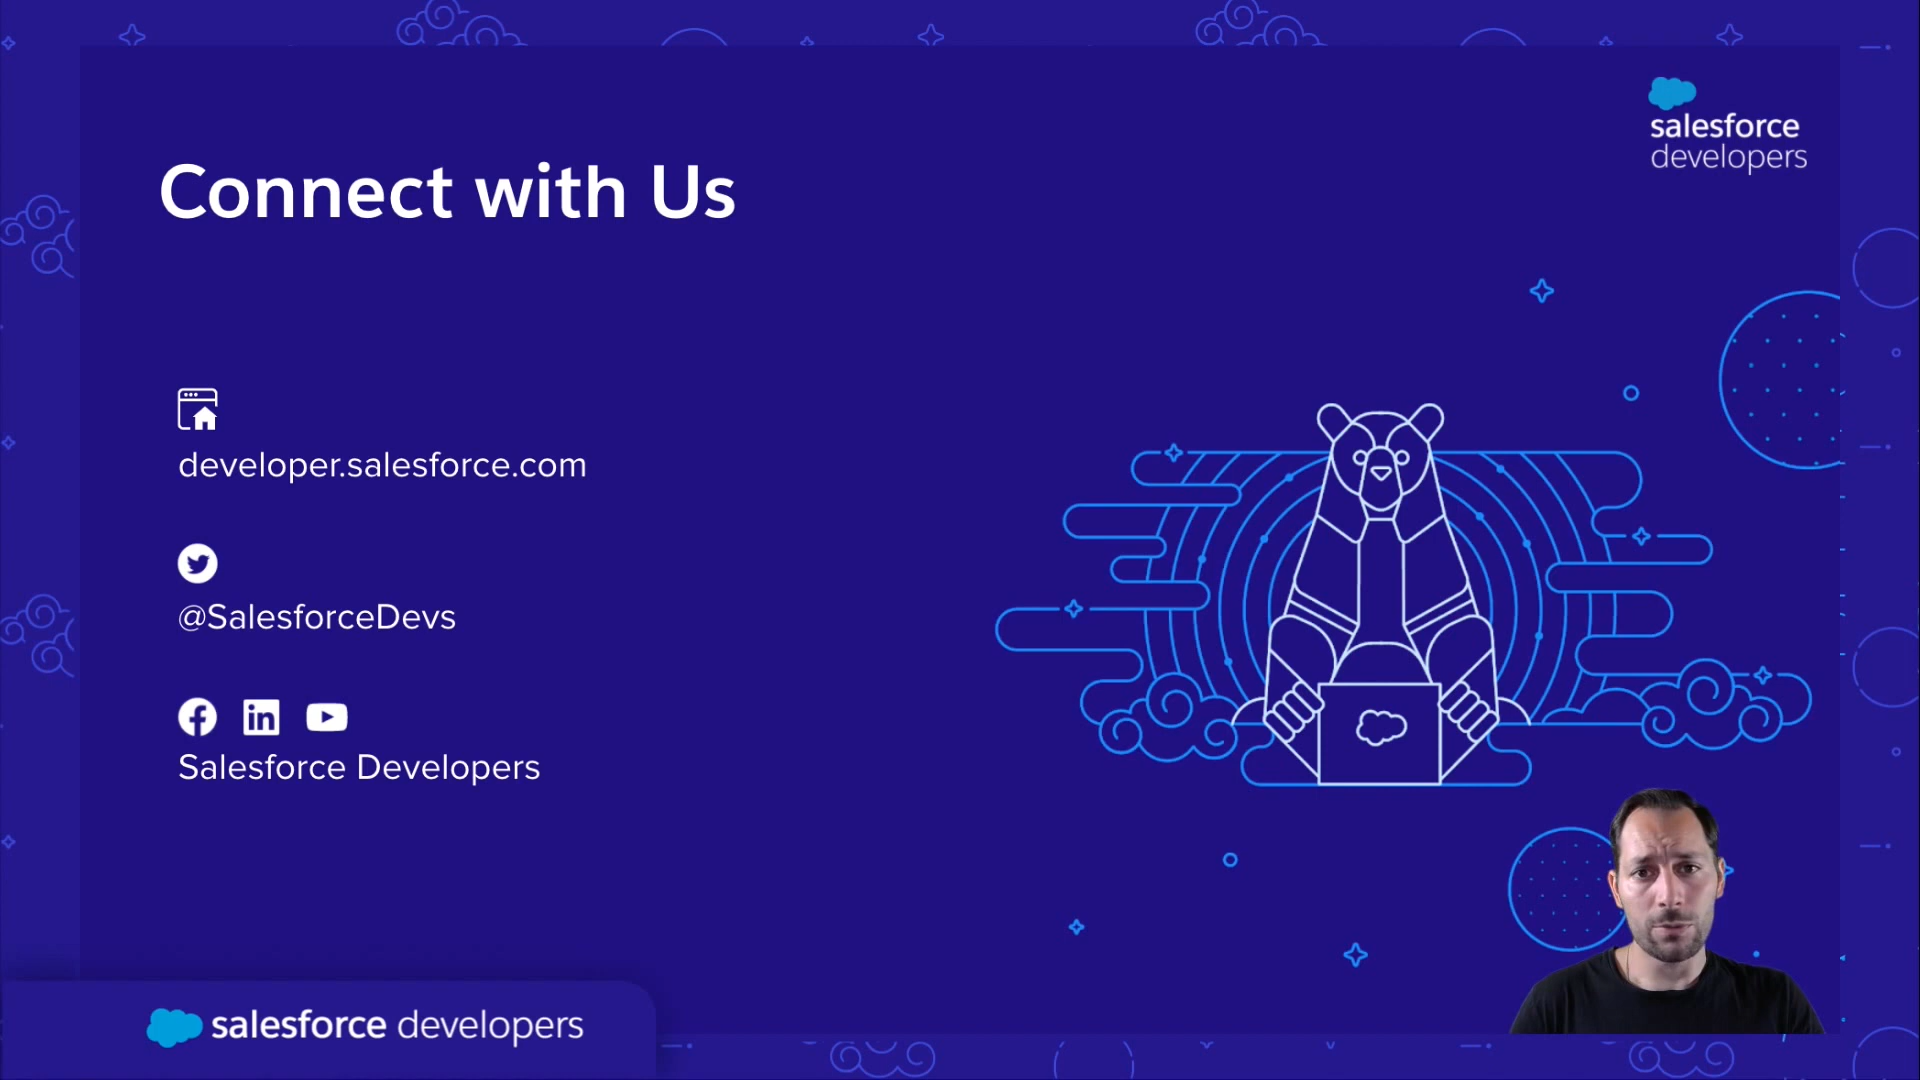 salesforce
developers
Connect with Us
developer.salesforce.com
@SalesforceDevs
Salesforce Developers
salesforce developers